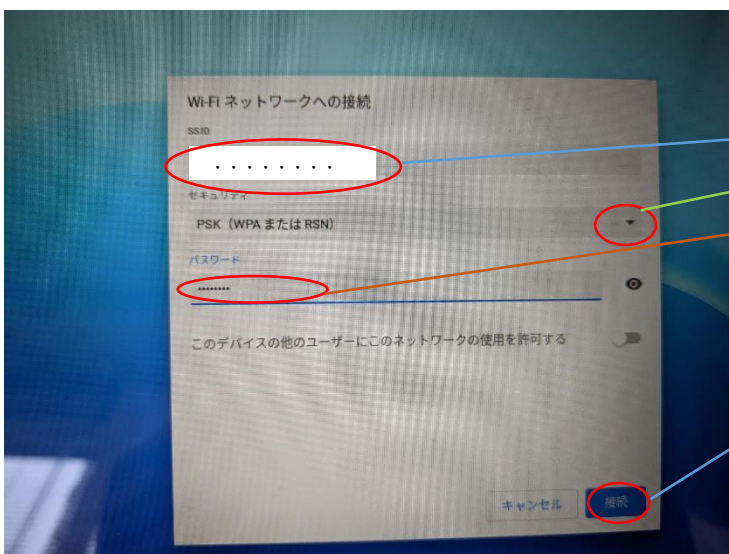 Wi-Fi ネットワークへの接続
SSID
・・・・・・・・
セキュリティ
PSK（WPA または RSN）
パスワード
••••••••
このデバイスの他のユーザーにこのネットワークの使用を許可する
キャンセル
接続